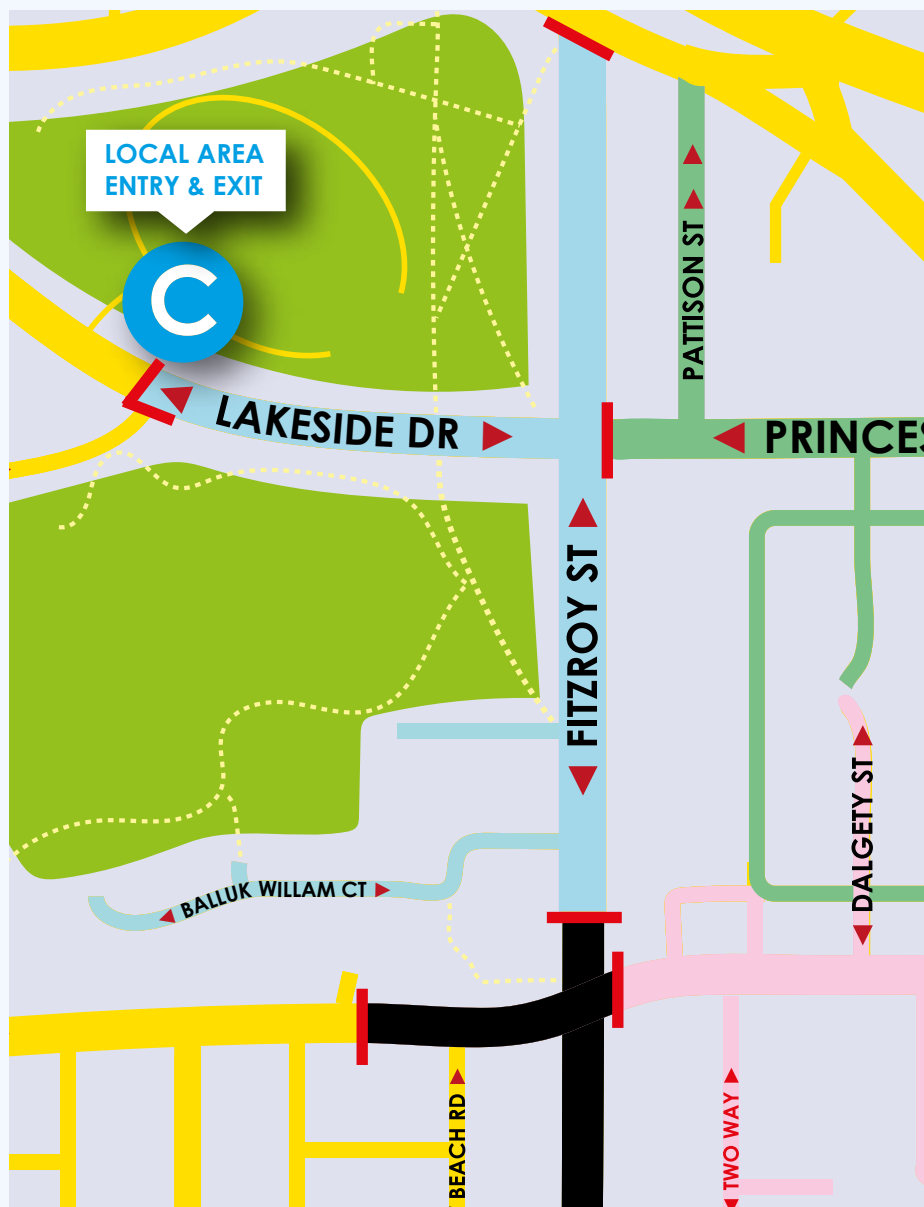 LOCAL AREA
ENTRY & EXIT
C
PATTISON ST
LAKESIDE DR
PRINCES
FITZROY ST
DALGETY ST
BALLUK WILLAM CT
BEACH RD
TWO WAY